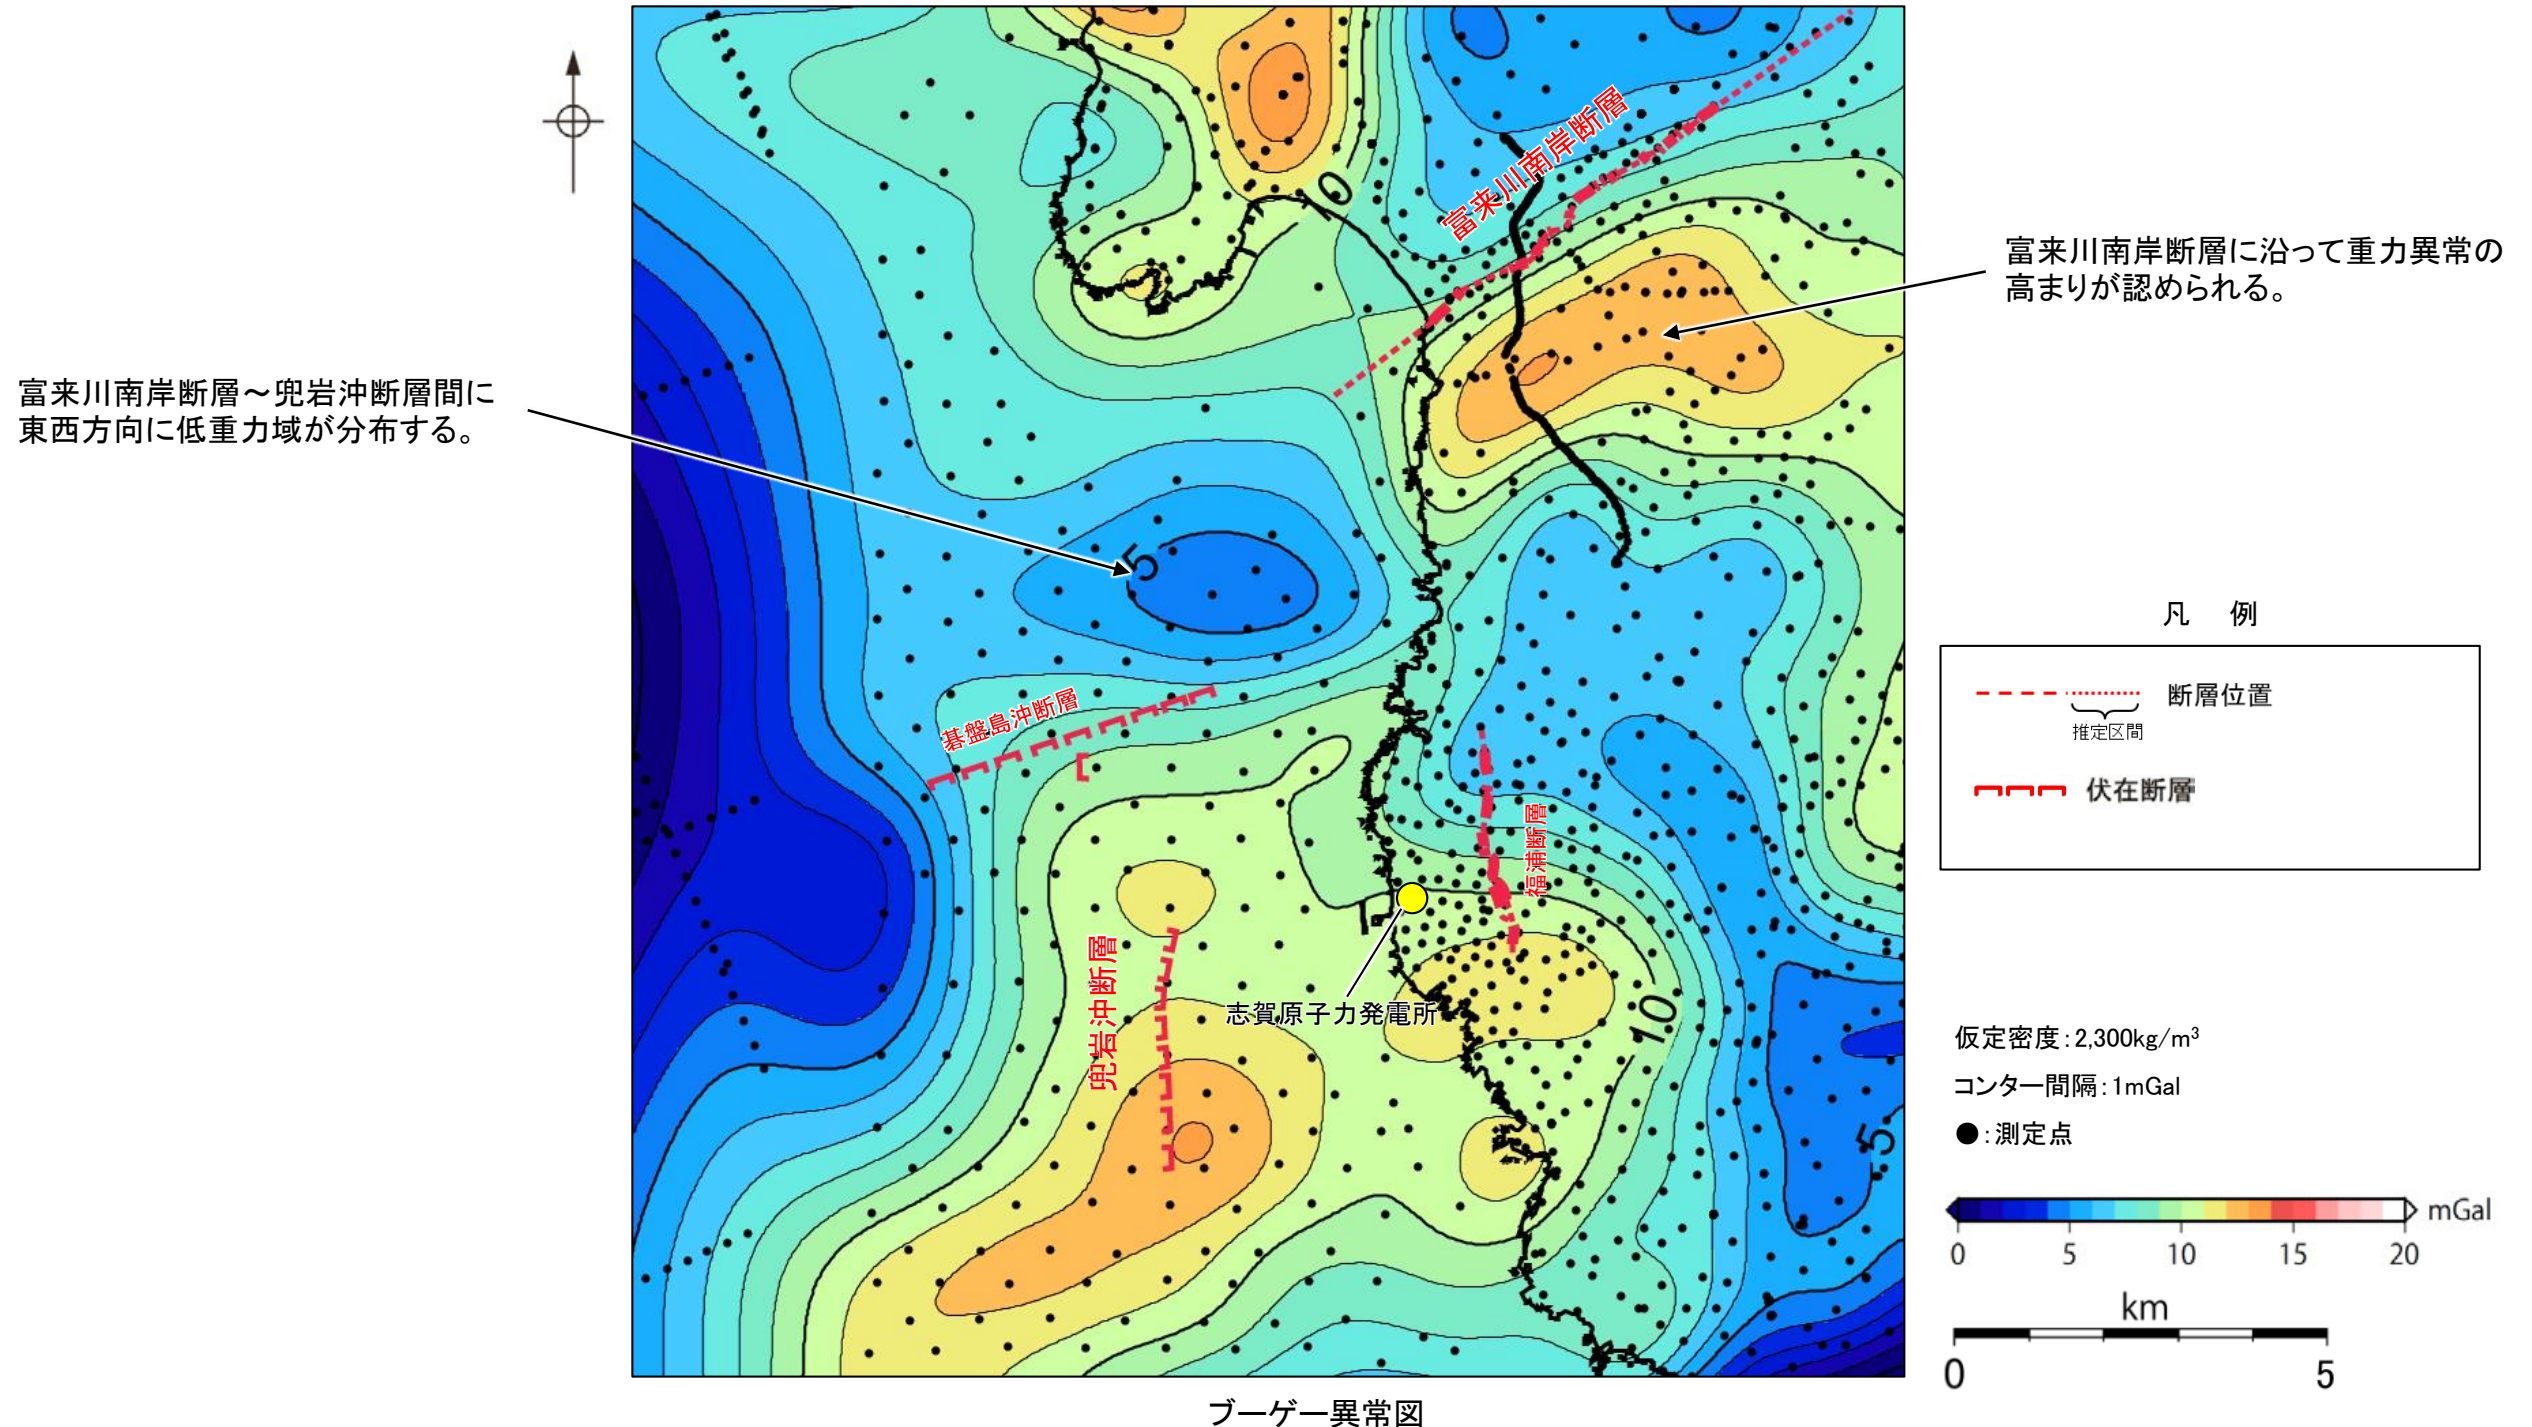 富来川南岸断層
10
富来川南岸断層に沿って重力異常の
高まりが認められる。
富来川南岸断層～兜岩沖断層間に
東西方向に低重力域が分布する。
5
碁盤島沖断層
福浦断層
兜岩沖断層
志賀原子力発電所
10
5
凡 例
断層位置
推定区間
伏在断層
仮定密度：2,300kg/m³
コンター間隔：1mGal
●：測定点
mGal
0 5 10 15 20
km
0 5
ブーゲー異常図